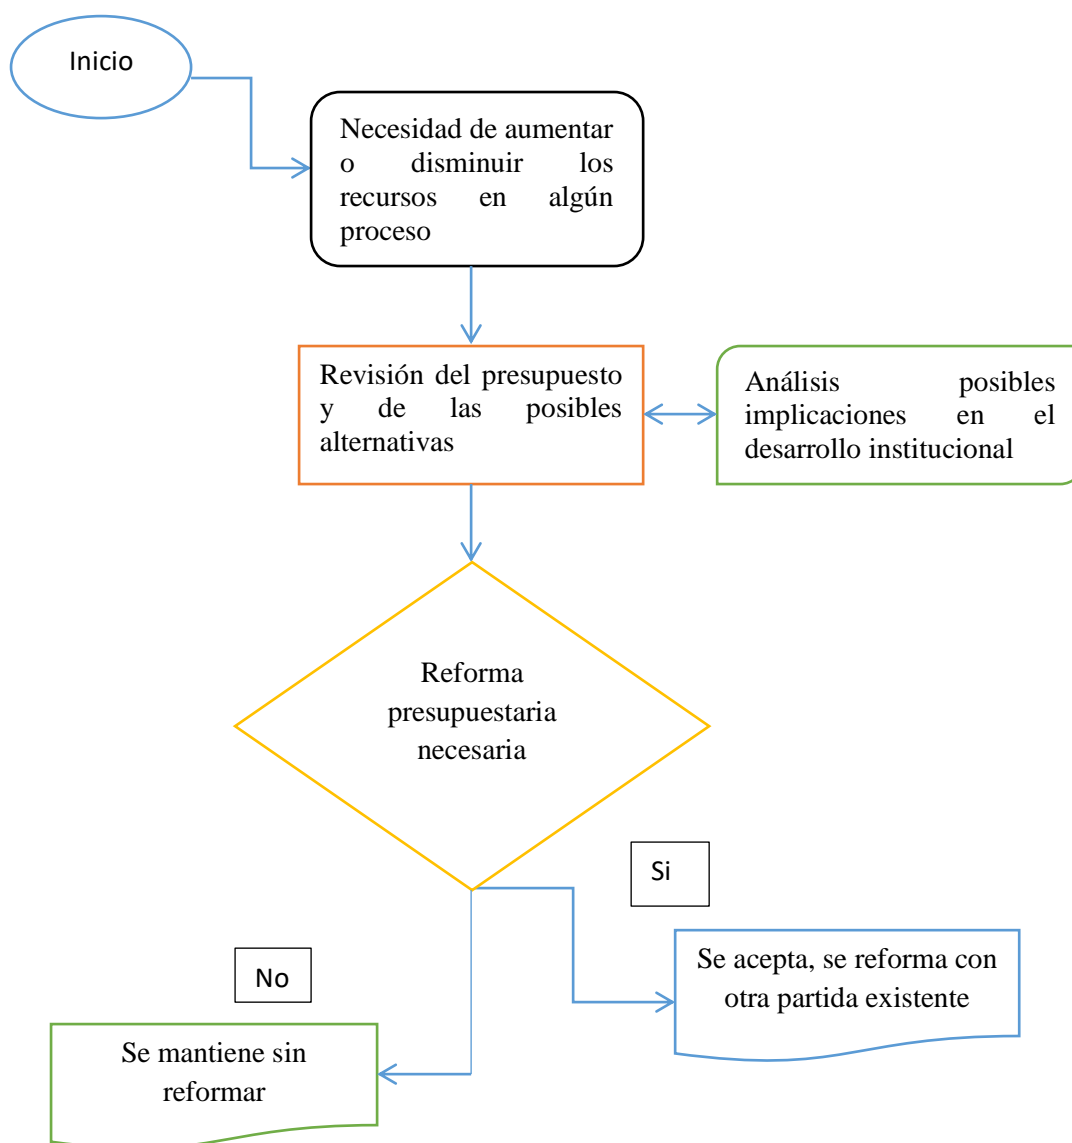 Inicio
Necesidad de aumentar
o disminuir los
recursos en algún
proceso
Revisión del presupuesto
y de las posibles
alternativas
Análisis posibles
implicaciones en el
desarrollo institucional
Reforma
presupuestaria
necesaria
Si
No
Se acepta, se reforma con
otra partida existente
Se mantiene sin
reformar